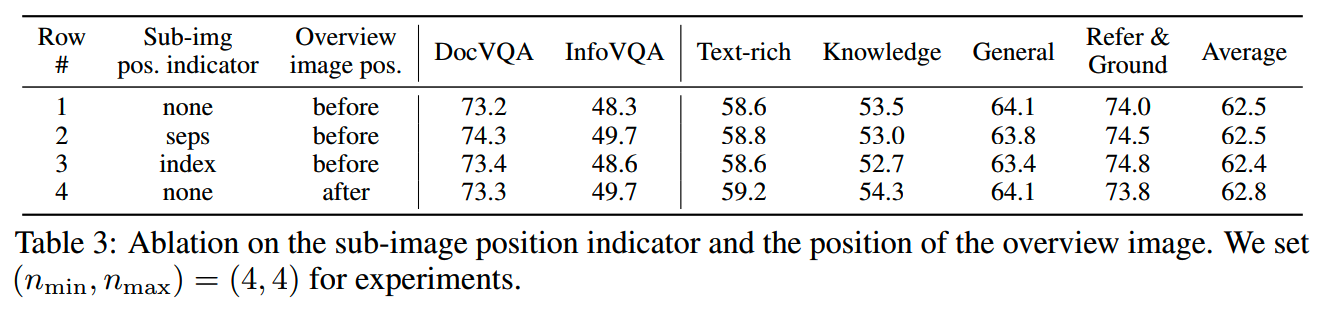 Row # Sub-img pos. indicator Overview image pos. DocVQA InfoVQA Text-rich Knowledge General Refer & Ground Average
1 none before 73.2 48.3 58.6 53.5 64.1 74.0 62.5
2 seps before 74.3 49.7 58.8 53.0 63.8 74.5 62.5
3 index before 73.4 48.6 58.6 52.7 63.4 74.8 62.4
4 none after 73.3 49.7 59.2 54.3 64.1 73.8 62.8
Table 3: Ablation on the sub-image position indicator and the position of the overview image. We set
(n_min, n_max) = (4, 4) for experiments.